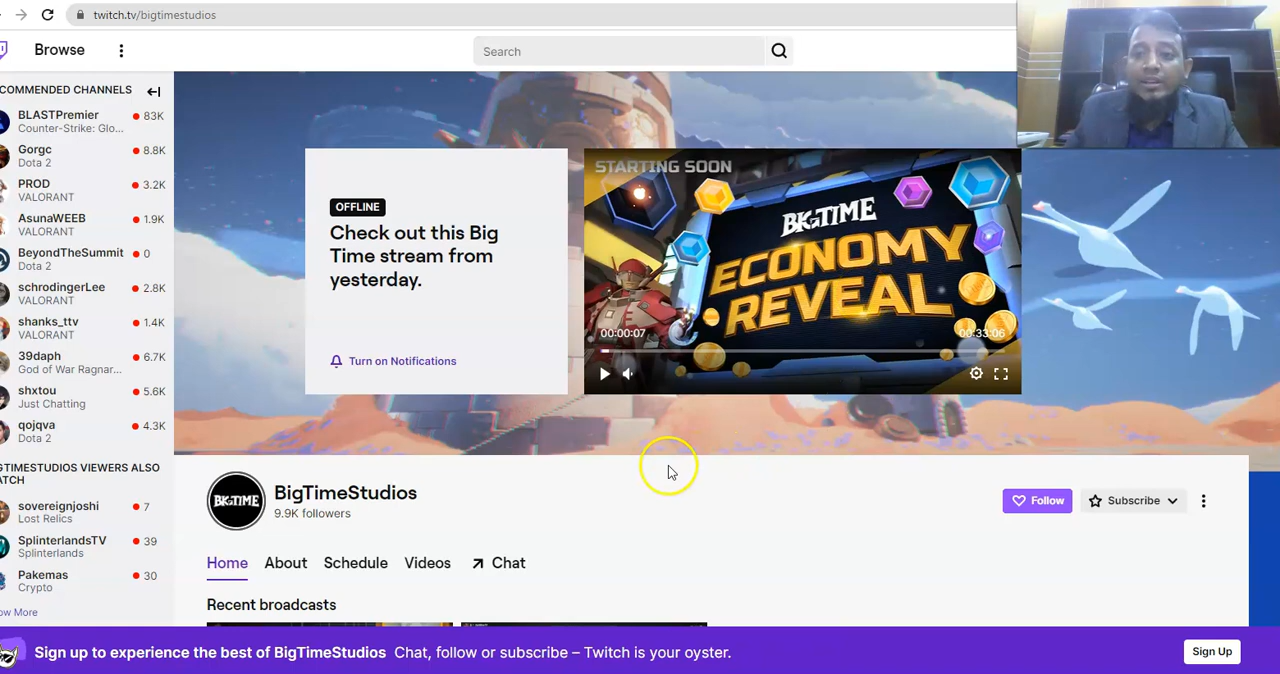 twitch.tv/bigtimestudios
Browse
Search
COMMENDED CHANNELS
BLASTPremier
83K
Counter-Strike: Glo...
Gorgc
8.8K
Dota 2
PROD
3.2K
VALORANT
AsunaWEEB
1.9K
VALORANT
BeyondTheSummit
0
Dota 2
schrodingerLee
2.8K
VALORANT
shanks_ttv
1.4K
VALORANT
39daph
6.7K
God of War Ragnar...
shxtou
5.6K
Just Chatting
qojqva
4.3K
Dota 2
GTIMESTUDIOS VIEWERS ALSO
ATCH
sovereignjoshi
7
Lost Relics
SplinterlandsTV
39
Splinterlands
Pakemas
30
Crypto
ow More
OFFLINE
Check out this Big
Time stream from
yesterday.
Turn on Notifications
STARTING SOON
BIGTIME
ECONOMY
REVEAL
00:00:07
00:33:06
BIGTIME
BigTimeStudios
9.9K followers
Follow
Subscribe
Home About Schedule Videos Chat
Recent broadcasts
Sign up to experience the best of BigTimeStudios Chat, follow or subscribe – Twitch is your oyster.
Sign Up